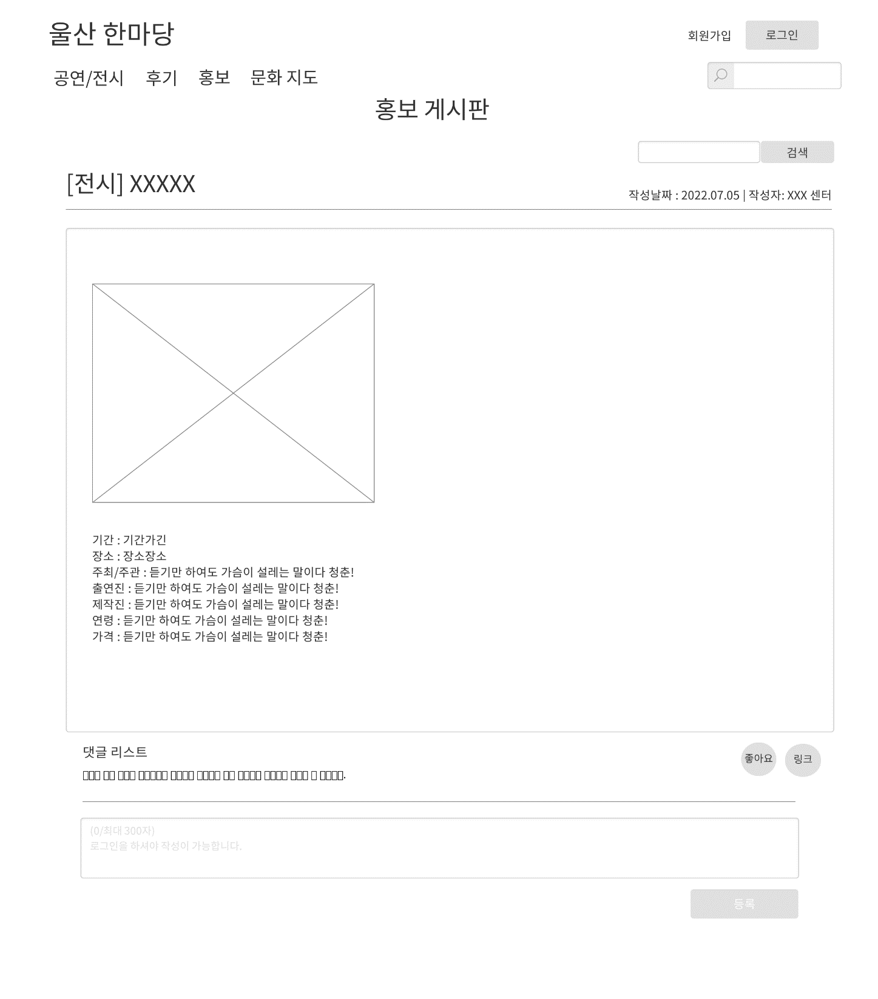 울산 한마당
회원가입
로그인
공연/전시
후기
홍보
문화 지도
홍보 게시판
검색
[전시] XXXXX
작성날짜 : 2022.07.05 | 작성자: XXX 센터
기간 : 기간가긴
장소 : 장소장소
주최/주관 : 듣기만 하여도 가슴이 설레는 말이다 청춘!
출연진 : 듣기만 하여도 가슴이 설레는 말이다 청춘!
제작진 : 듣기만 하여도 가슴이 설레는 말이다 청춘!
연령 : 듣기만 하여도 가슴이 설레는 말이다 청춘!
가격 : 듣기만 하여도 가슴이 설레는 말이다 청춘!
댓글 리스트
좋아요
링크
(0/최대 300자)
로그인을 하셔야 작성이 가능합니다.
등록